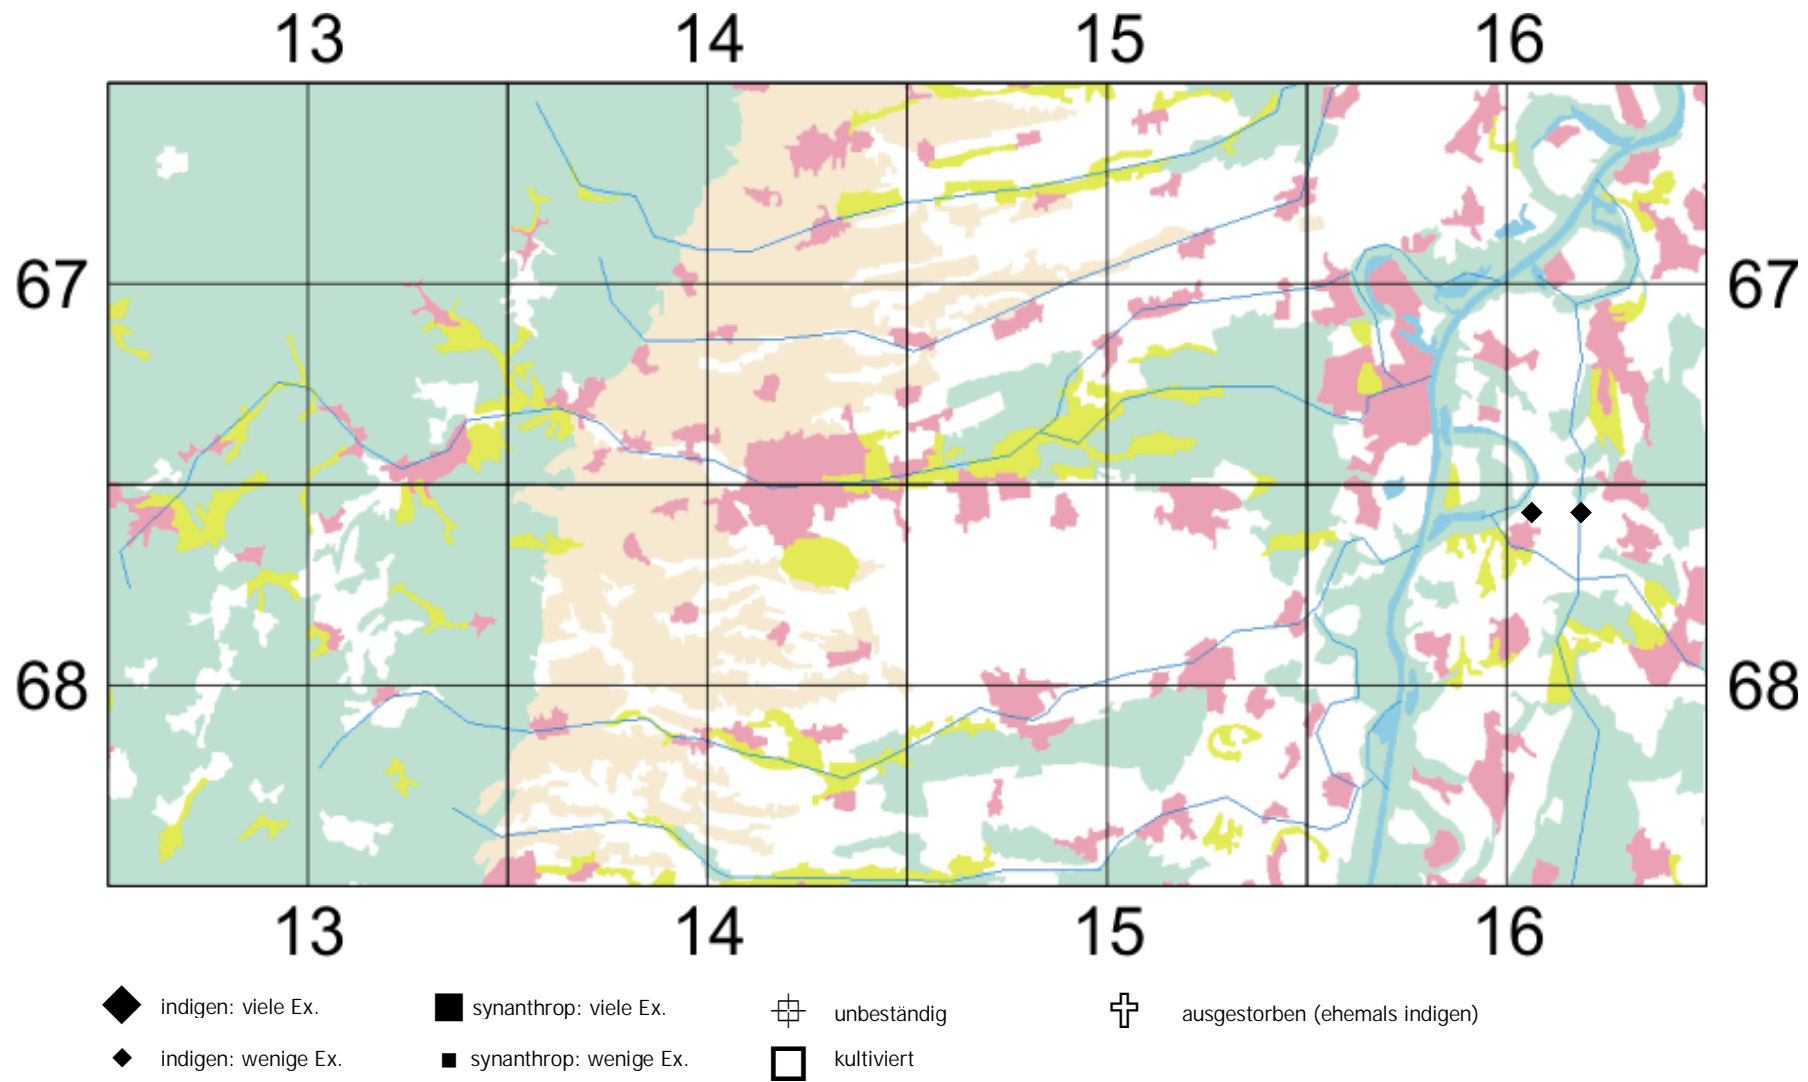 13 14 15 16
67 67
68 68
13 14 15 16
indigen: viele Ex. synanthrop: viele Ex. unbeständig ausgestorben (ehemals indigen)
indigen: wenige Ex. synanthrop: wenige Ex. kultiviert